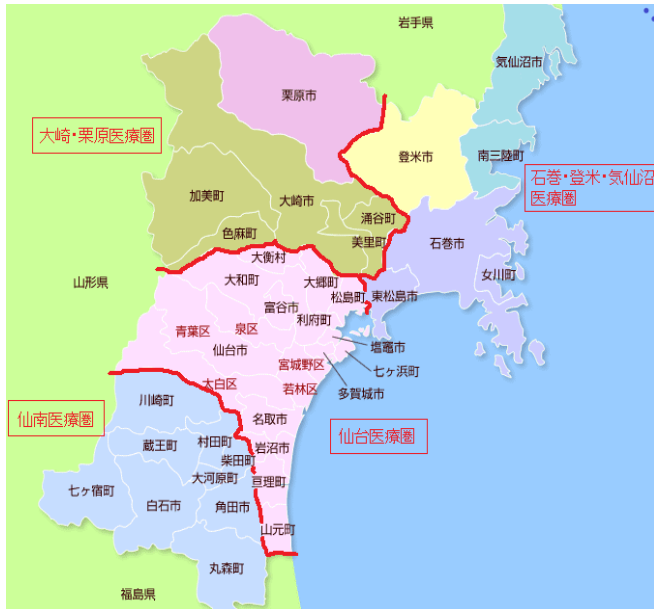 岩手県
気仙沼市
栗原市
大崎・栗原医療圏
登米市
南三陸町
石巻・登米・気仙沼
医療圏
加美町
大崎市
涌谷町
色麻町
美里町
石巻市
大衡村
女川町
山形県
大和町
大郷町
松島町
東松島市
富谷市
利府町
青葉区
泉区
塩竈市
仙台市
宮城野区
七ヶ浜町
太白区
若林区
多賀城市
川崎町
仙南医療圏
名取市
仙台医療圏
蔵王町
村田町
岩沼市
柴田町
大河原町
七ヶ宿町
亘理町
白石市
角田市
山元町
丸森町
福島県